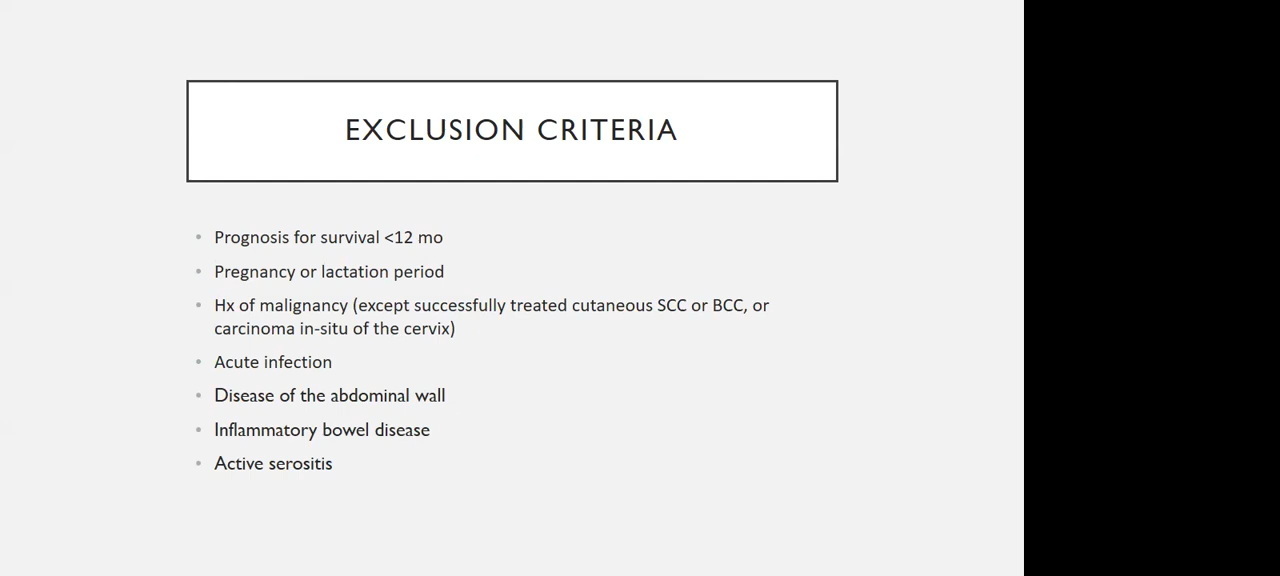 EXCLUSION CRITERIA
• Prognosis for survival <12 mo
• Pregnancy or lactation period
• Hx of malignancy (except successfully treated cutaneous SCC or BCC, or
carcinoma in-situ of the cervix)
• Acute infection
• Disease of the abdominal wall
• Inflammatory bowel disease
• Active serositis